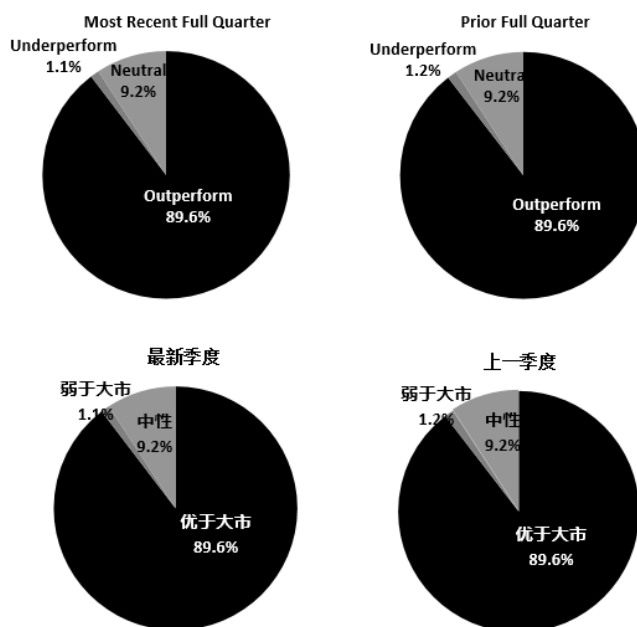 Most Recent Full Quarter
Underperform
1.1%
Neutral
9.2%
Outperform
89.6%
Prior Full Quarter
Underperform
1.2%
Neutra
9.2%
Outperform
89.6%
最新季度
弱于大市
1.1%
中性
9.2%
优于大市
89.6%
上一季度
弱于大市
1.2%
中性
9.2%
优于大市
89.6%